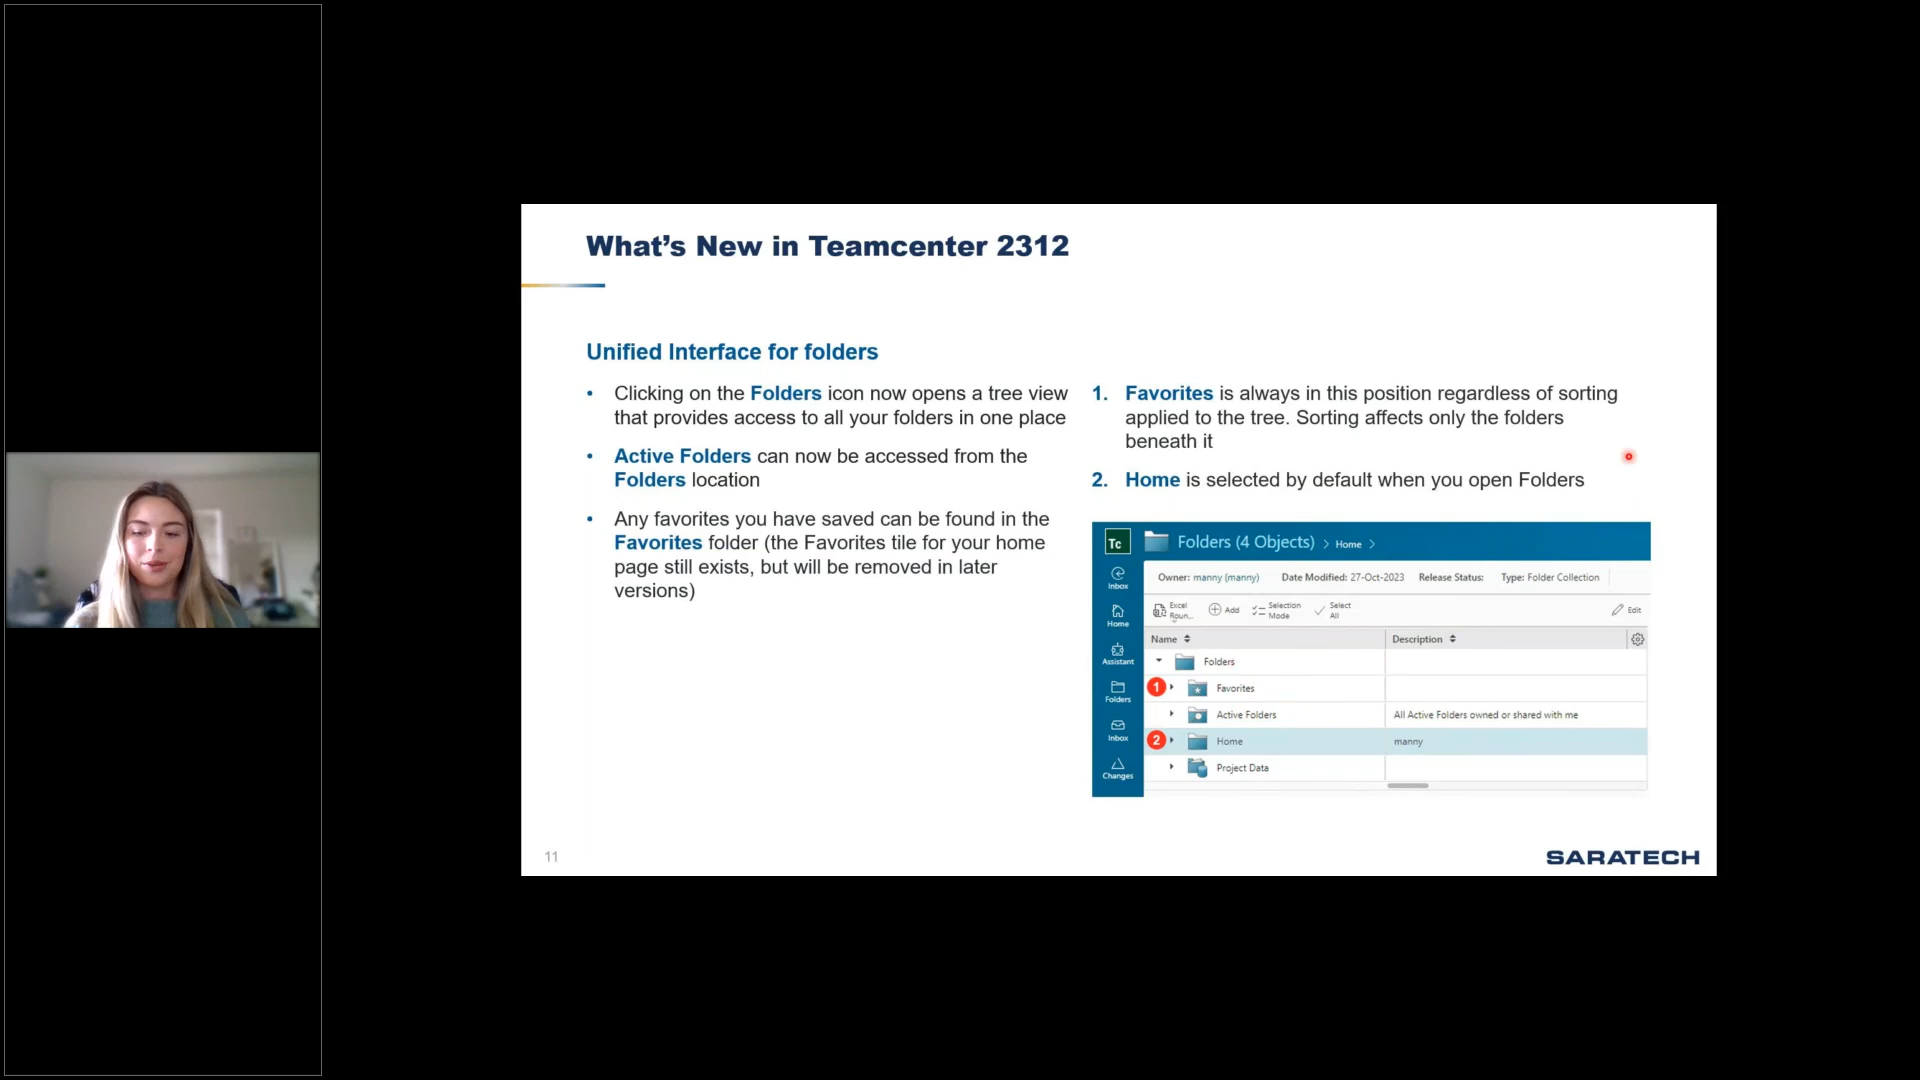 What's New in Teamcenter 2312
Unified Interface for folders
• Clicking on the Folders icon now opens a tree view
that provides access to all your folders in one place
• Active Folders can now be accessed from the
Folders location
• Any favorites you have saved can be found in the
Favorites folder (the Favorites tile for your home
page still exists, but will be removed in later
versions)
1. Favorites is always in this position regardless of sorting
applied to the tree. Sorting affects only the folders
beneath it
2. Home is selected by default when you open Folders
Tc
Folders (4 Objects) > Home >
Owner: manny (manny) Date Modified: 27-Oct-2023 Release Status: Type: Folder Collection
Excel
Roun...
Add
Selection
Mode
Select
All
Edit
Inbox
Home
Assistant
Folders
Inbox
Changes
Name Description
Folders
1 Favorites
Active Folders All Active Folders owned or shared with me
2 Home manny
Project Data
11
SARATECH